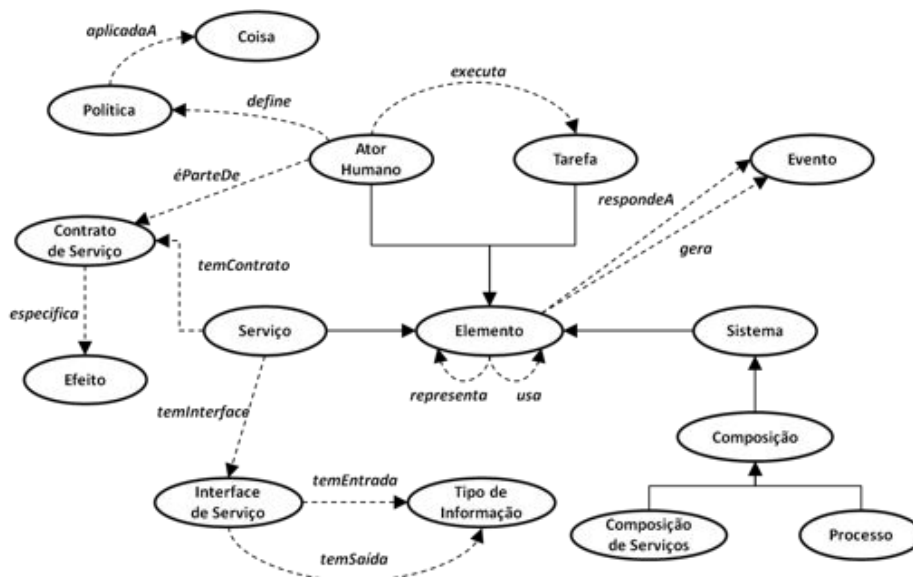 aplicadaA
Coisa
executa
Política
define
Ator
Humano
Tarefa
Evento
éParteDe
respondeA
Contrato
de Serviço
temContrato
gera
especifica
Serviço
Elemento
Sistema
Efeito
representa
usa
temInterface
Composição
temEntrada
Interface
de Serviço
Tipo de
Informação
Composição
de Serviços
Processo
temSaída